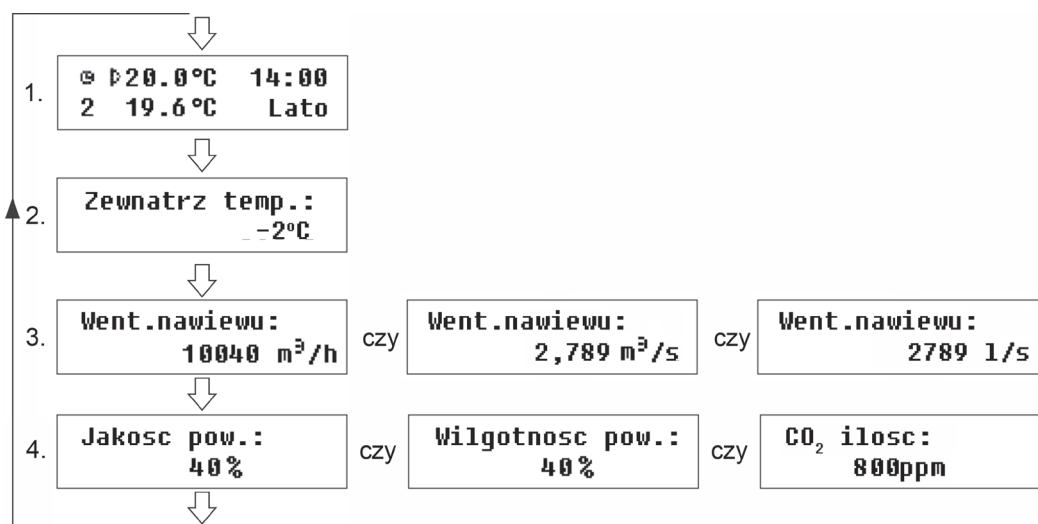 1.
20.0°C 14:00
2 19.6°C Lato
2.
Zewnatrz temp.:
-2°C
3.
Went.nawiewu:
10040 m³/h
czy
Went.nawiewu:
2,789 m³/s
czy
Went.nawiewu:
2789 l/s
4.
Jakosc pow.:
40%
czy
Wilgotnosc pow.:
40%
czy
CO₂ ilosc:
800ppm